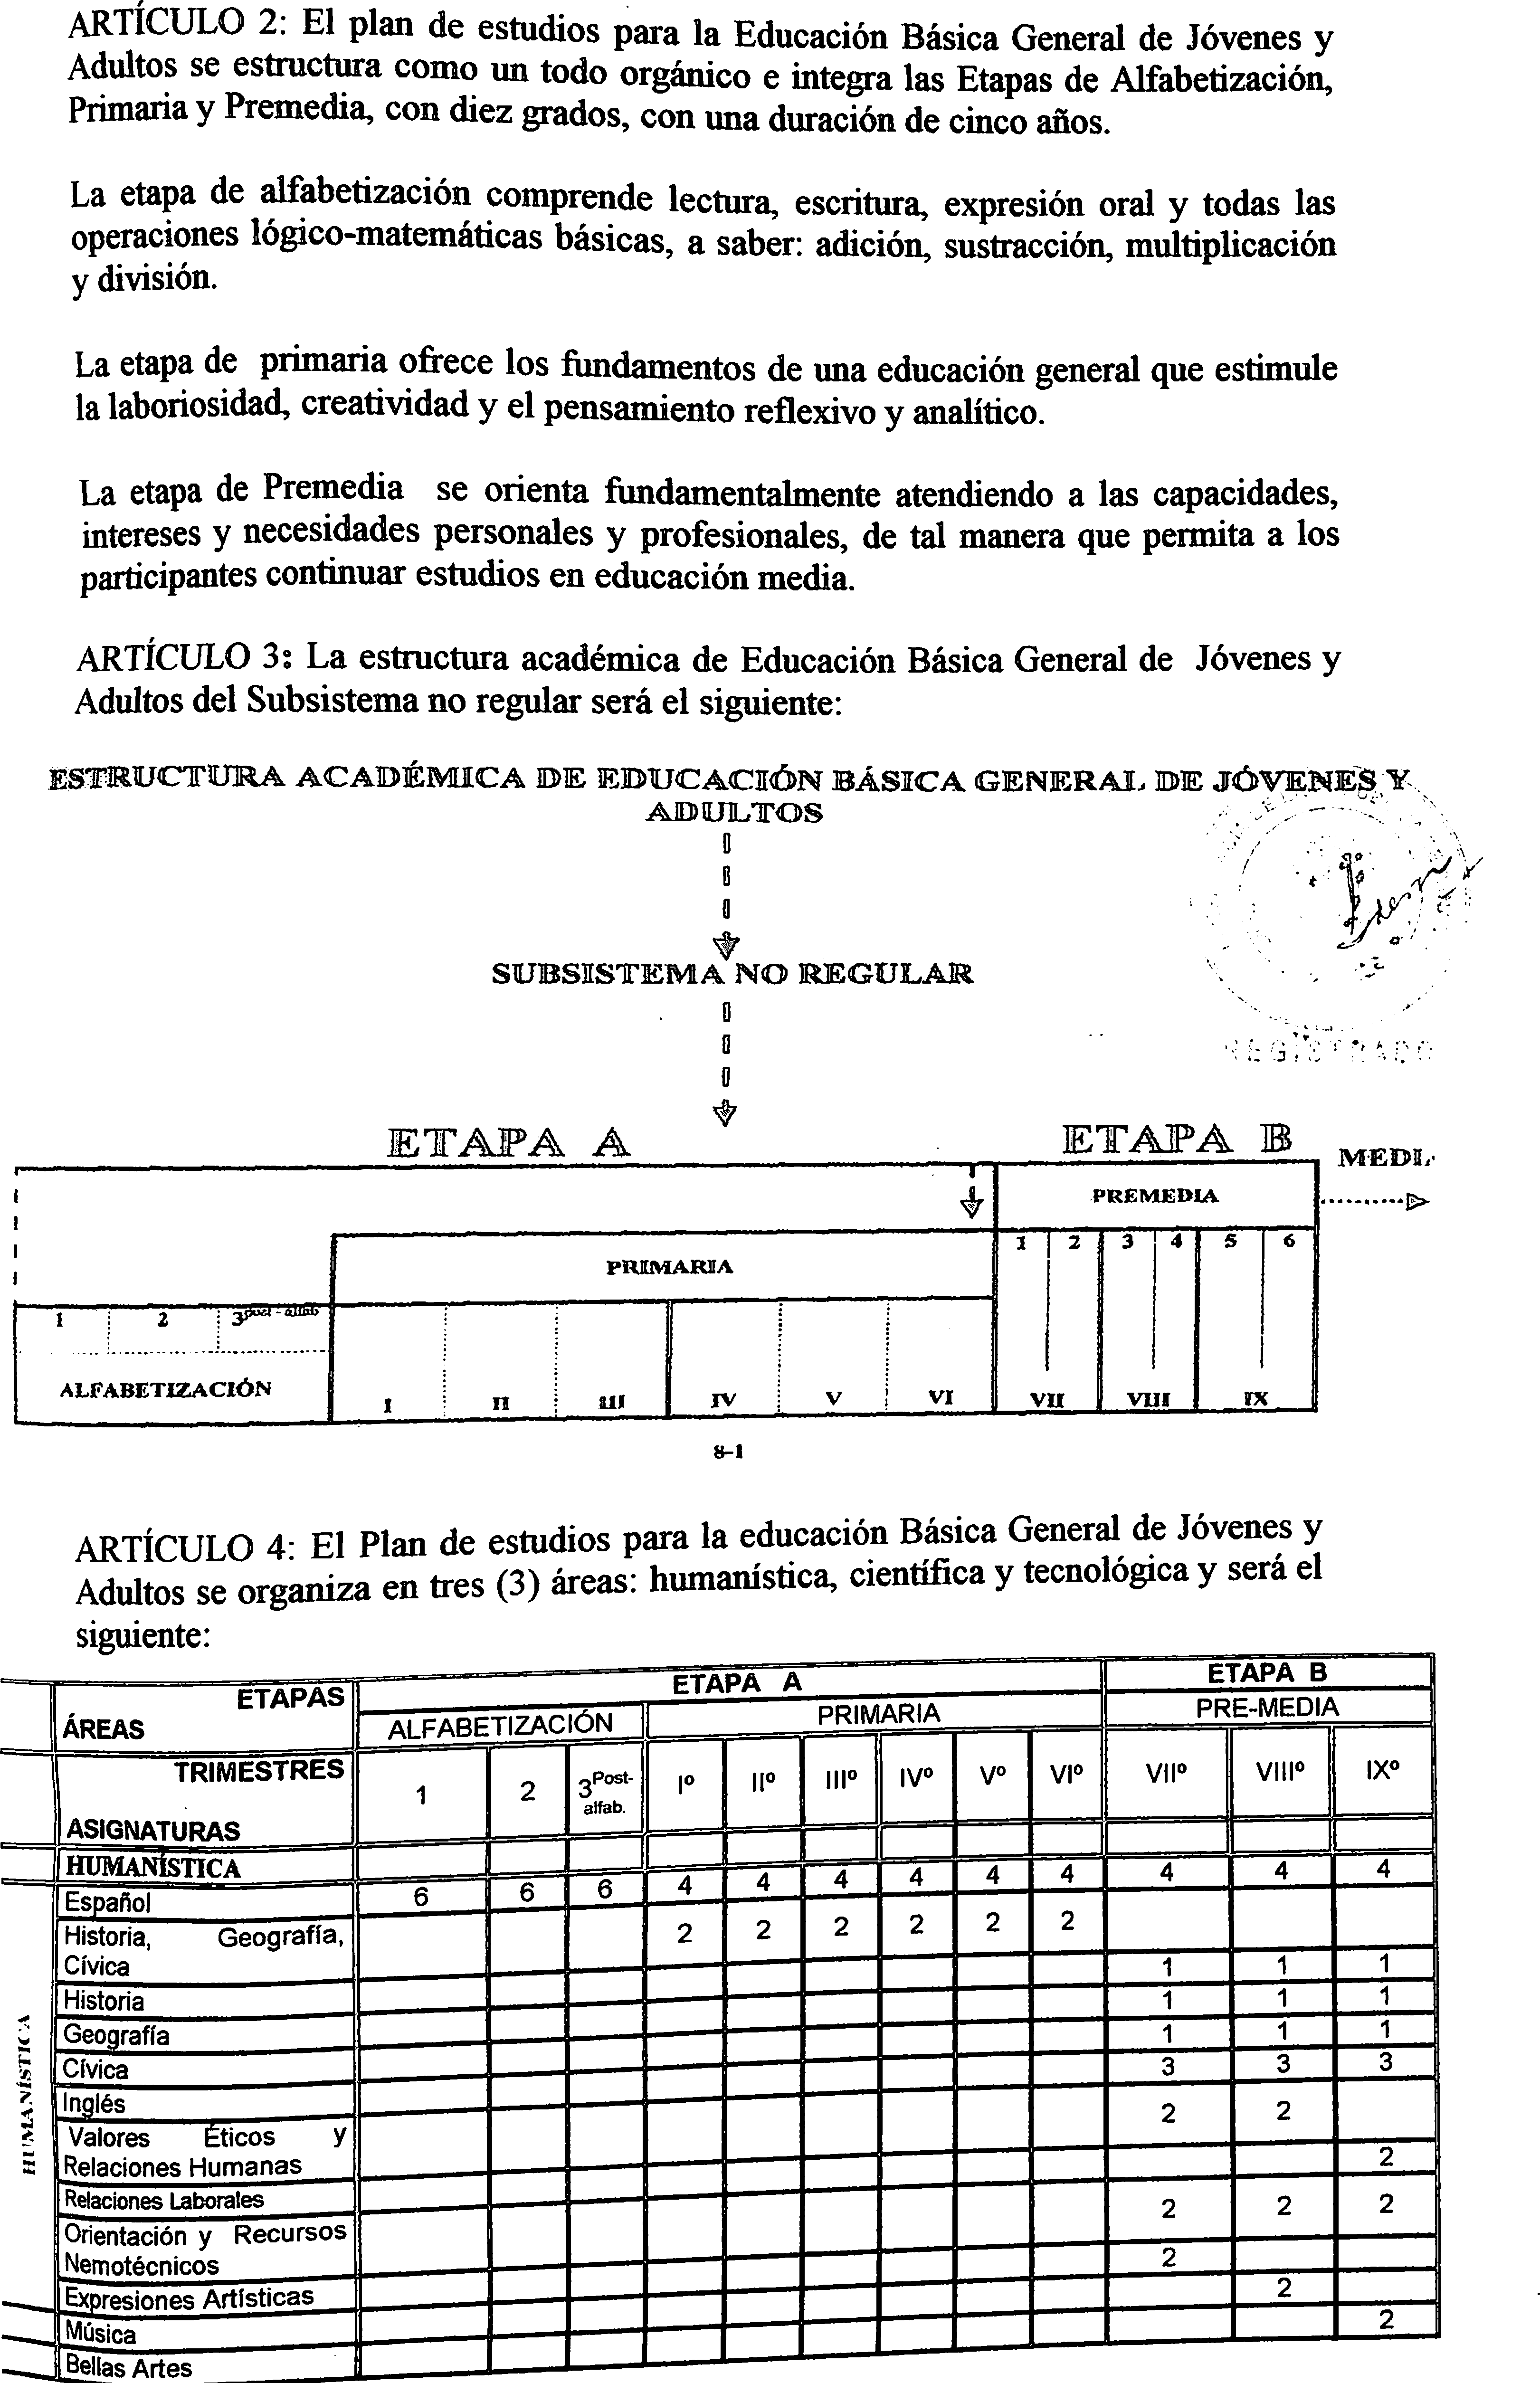 ARTÍCULO 2: El plan de estudios para la Educación Básica General de Jóvenes y
Adultos se estructura como un todo orgánico e integra las Etapas de Alfabetización,
Primaria y Premedia, con diez grados, con una duración de cinco años.
La etapa de alfabetización comprende lectura, escritura, expresión oral y todas las
operaciones lógico-matemáticas básicas, a saber: adición, sustracción, multiplicación
y división.
La etapa de primaria ofrece los fundamentos de una educación general que estimule
la laboriosidad, creatividad y el pensamiento reflexivo y analítico.
La etapa de Premedia se orienta fundamentalmente atendiendo a las capacidades,
intereses y necesidades personales y profesionales, de tal manera que permita a los
participantes continuar estudios en educación media.
ARTÍCULO 3: La estructura académica de Educación Básica General de Jóvenes y
Adultos del Subsistema no regular será el siguiente:
ESTRUCTURA ACADÉMICA DE EDUCACIÓN BÁSICA GENERAL DE JÓVENES Y
ADULTOS
SUBSISTEMA NO REGULAR
REGISTRADO
ETAPA A ETAPA B
MEDI
PREMEDIA
1 2 3 4 5 6
PRIMARIA
1 2 3
ALFABETIZACIÓN
I II III IV V VI VII VIII IX
8-1
ARTÍCULO 4: El Plan de estudios para la educación Básica General de Jóvenes y
Adultos se organiza en tres (3) áreas: humanística, científica y tecnológica y será el
siguiente:
ETAPAS ETAPA A ETAPA B
ÁREAS ALFABETIZACIÓN PRIMARIA PRE-MEDIA
TRIMESTRES 1 2 3 Post-alfab. Iº IIº IIIº IVº Vº VIº VIIº VIIIº IXº
ASIGNATURAS
HUMANÍSTICA
HUMANÍSTICA
Español 6 6 6 4 4 4 4 4 4 4 4 4
Historia, Geografía,
Cívica 2 2 2 2 2 2
Historia 1 1 1
Geografía 1 1 1
Cívica 1 1 1
Inglés 3 3 3
Valores Éticos y
Relaciones Humanas 2 2
Relaciones Laborales 2
Orientación y Recursos
Nemotécnicos 2 2 2
Expresiones Artísticas 2
Música 2
Bellas Artes 2